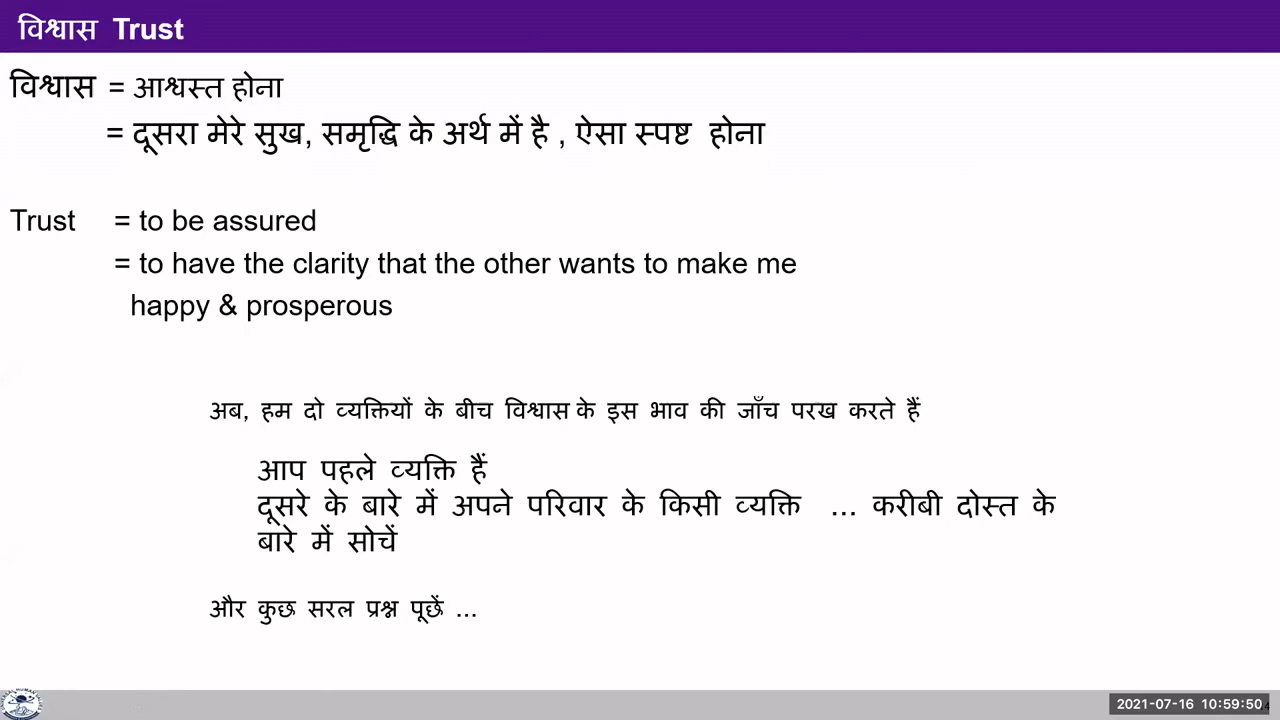 विश्वास Trust
विश्वास = आश्वस्त होना
= दूसरा मेरे सुख, समृद्धि के अर्थ में है , ऐसा स्पष्ट होना
Trust = to be assured
= to have the clarity that the other wants to make me
happy & prosperous
अब, हम दो व्यक्तियों के बीच विश्वास के इस भाव की जाँच परख करते हैं
आप पहले व्यक्ति हैं
दूसरे के बारे में अपने परिवार के किसी व्यक्ति ... करीबी दोस्त के
बारे में सोचें
और कुछ सरल प्रश्न पूछें ...
2021-07-16 10:59:50